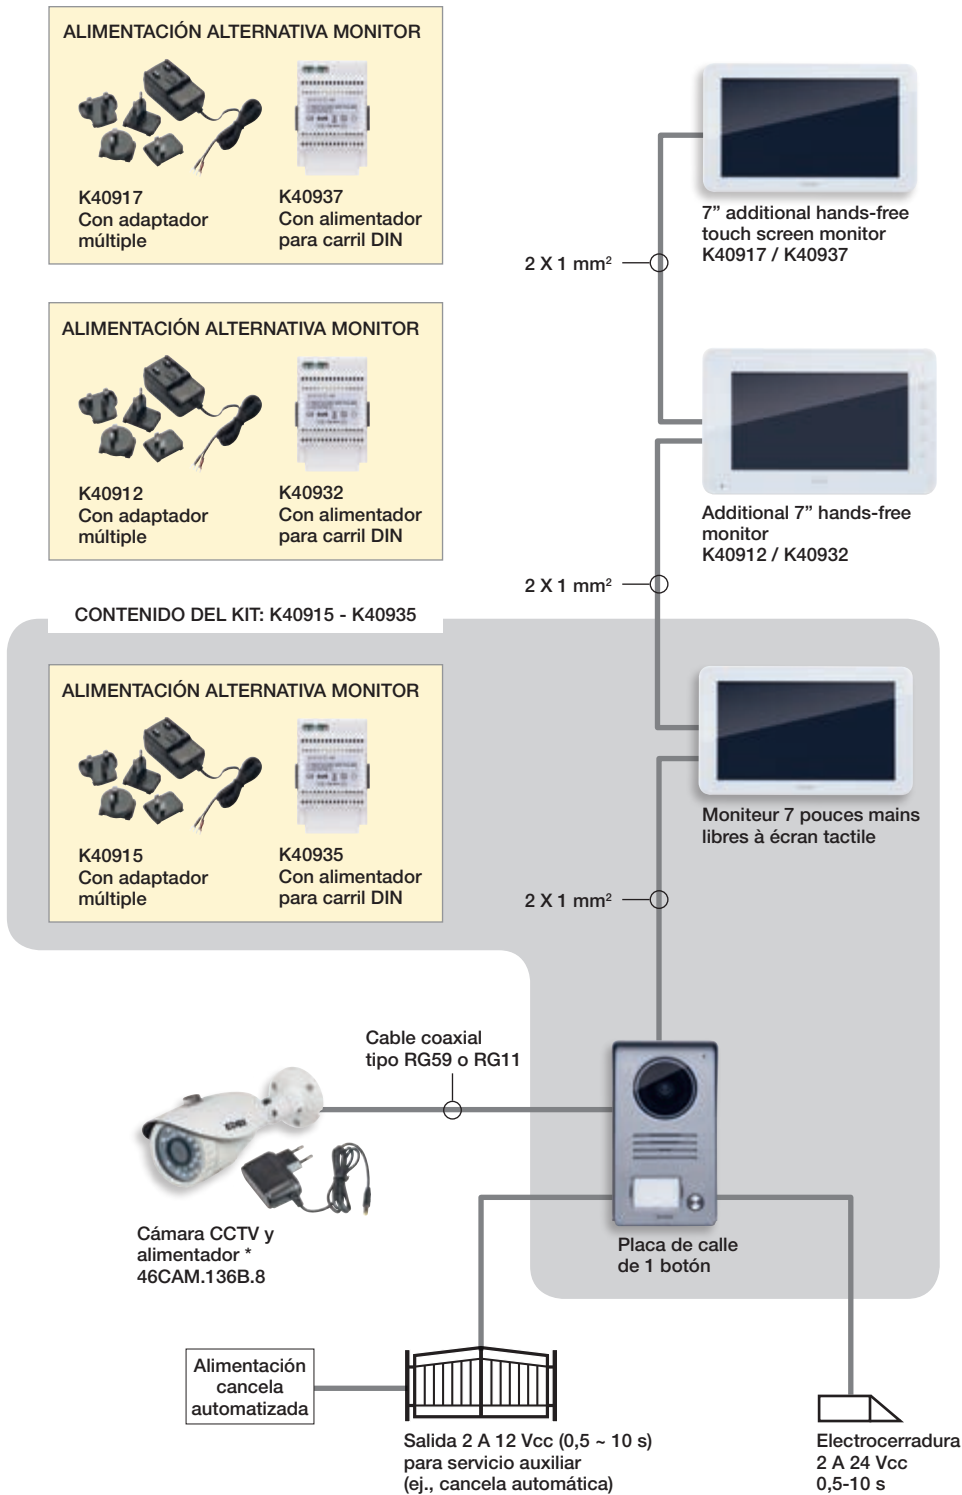 ALIMENTACIÓN ALTERNATIVA MONITOR
K40917
Con adaptador
múltiple
K40937
Con alimentador
para carril DIN
7” additional hands-free
touch screen monitor
K40917 / K40937
2 X 1 mm²
ALIMENTACIÓN ALTERNATIVA MONITOR
K40912
Con adaptador
múltiple
K40932
Con alimentador
para carril DIN
Additional 7” hands-free
monitor
K40912 / K40932
2 X 1 mm²
CONTENIDO DEL KIT: K40915 - K40935
ALIMENTACIÓN ALTERNATIVA MONITOR
K40915
Con adaptador
múltiple
K40935
Con alimentador
para carril DIN
Moniteur 7 pouces mains
libres à écran tactile
2 X 1 mm²
Cable coaxial
tipo RG59 o RG11
Cámara CCTV y
alimentador *
46CAM.136B.8
Placa de calle
de 1 botón
Alimentación
cancela
automatizada
Salida 2 A 12 Vcc (0,5 ~ 10 s)
para servicio auxiliar
(ej., cancela automática)
Electrocerradura
2 A 24 Vcc
0,5-10 s